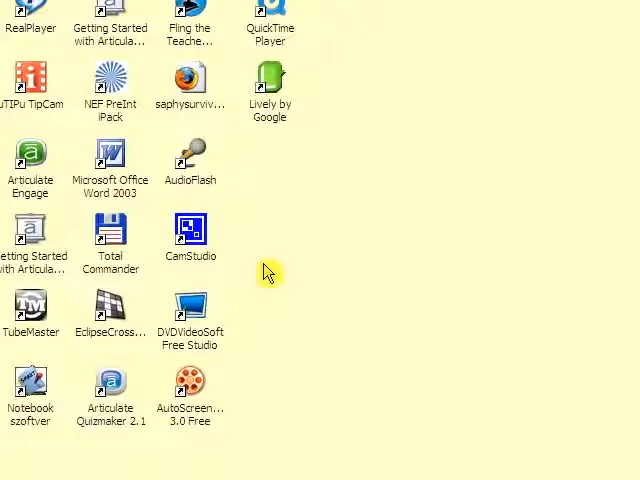 RealPlayer
Getting Started
with Articula...
Fling the
Teache...
QuickTime
Player
uTIPu TipCam
NEF PreInt
iPack
saphysurviv...
Lively by
Google
Articulate
Engage
Microsoft Office
Word 2003
AudioFlash
etting Started
with Articula...
Total
Commander
CamStudio
TubeMaster
EclipseCross...
DVDVideoSoft
Free Studio
Notebook
szoftver
Articulate
Quizmaker 2.1
AutoScreen...
3.0 Free